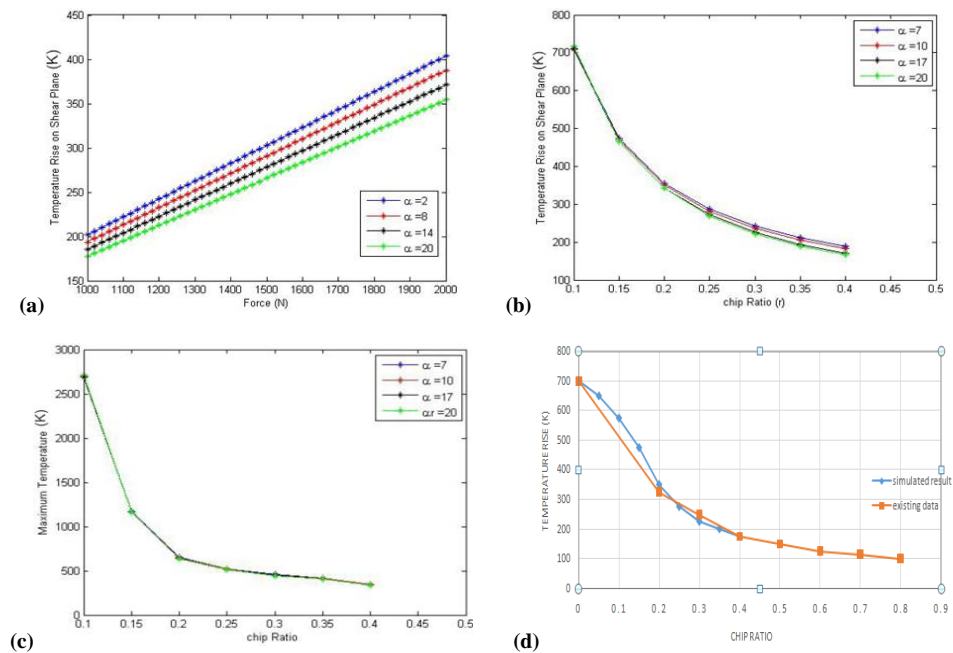 450
400
350
300
250
200
150
Temperature Rise on Shear Plane (K)
α =2
α =8
α =14
α =20
1000 1100 1200 1300 1400 1500 1600 1700 1800 1900 2000
Force (N)
(a)
800
700
600
500
400
300
200
100
Temperature Rise on Shear Plane (K)
α =7
α =10
α =17
α =20
0.1 0.15 0.2 0.25 0.3 0.35 0.4 0.45 0.5
chip Ratio (r)
(b)
3000
2500
2000
1500
1000
500
0
Maximum Temperature (K)
α =7
α =10
α =17
αr =20
0.1 0.15 0.2 0.25 0.3 0.35 0.4 0.45 0.5
chip Ratio
(c)
800
700
600
500
400
300
200
100
0
TEMPERATURE RISE (K)
simulated result
existing data
0 0.1 0.2 0.3 0.4 0.5 0.6 0.7 0.8 0.9
CHIP RATIO
(d)